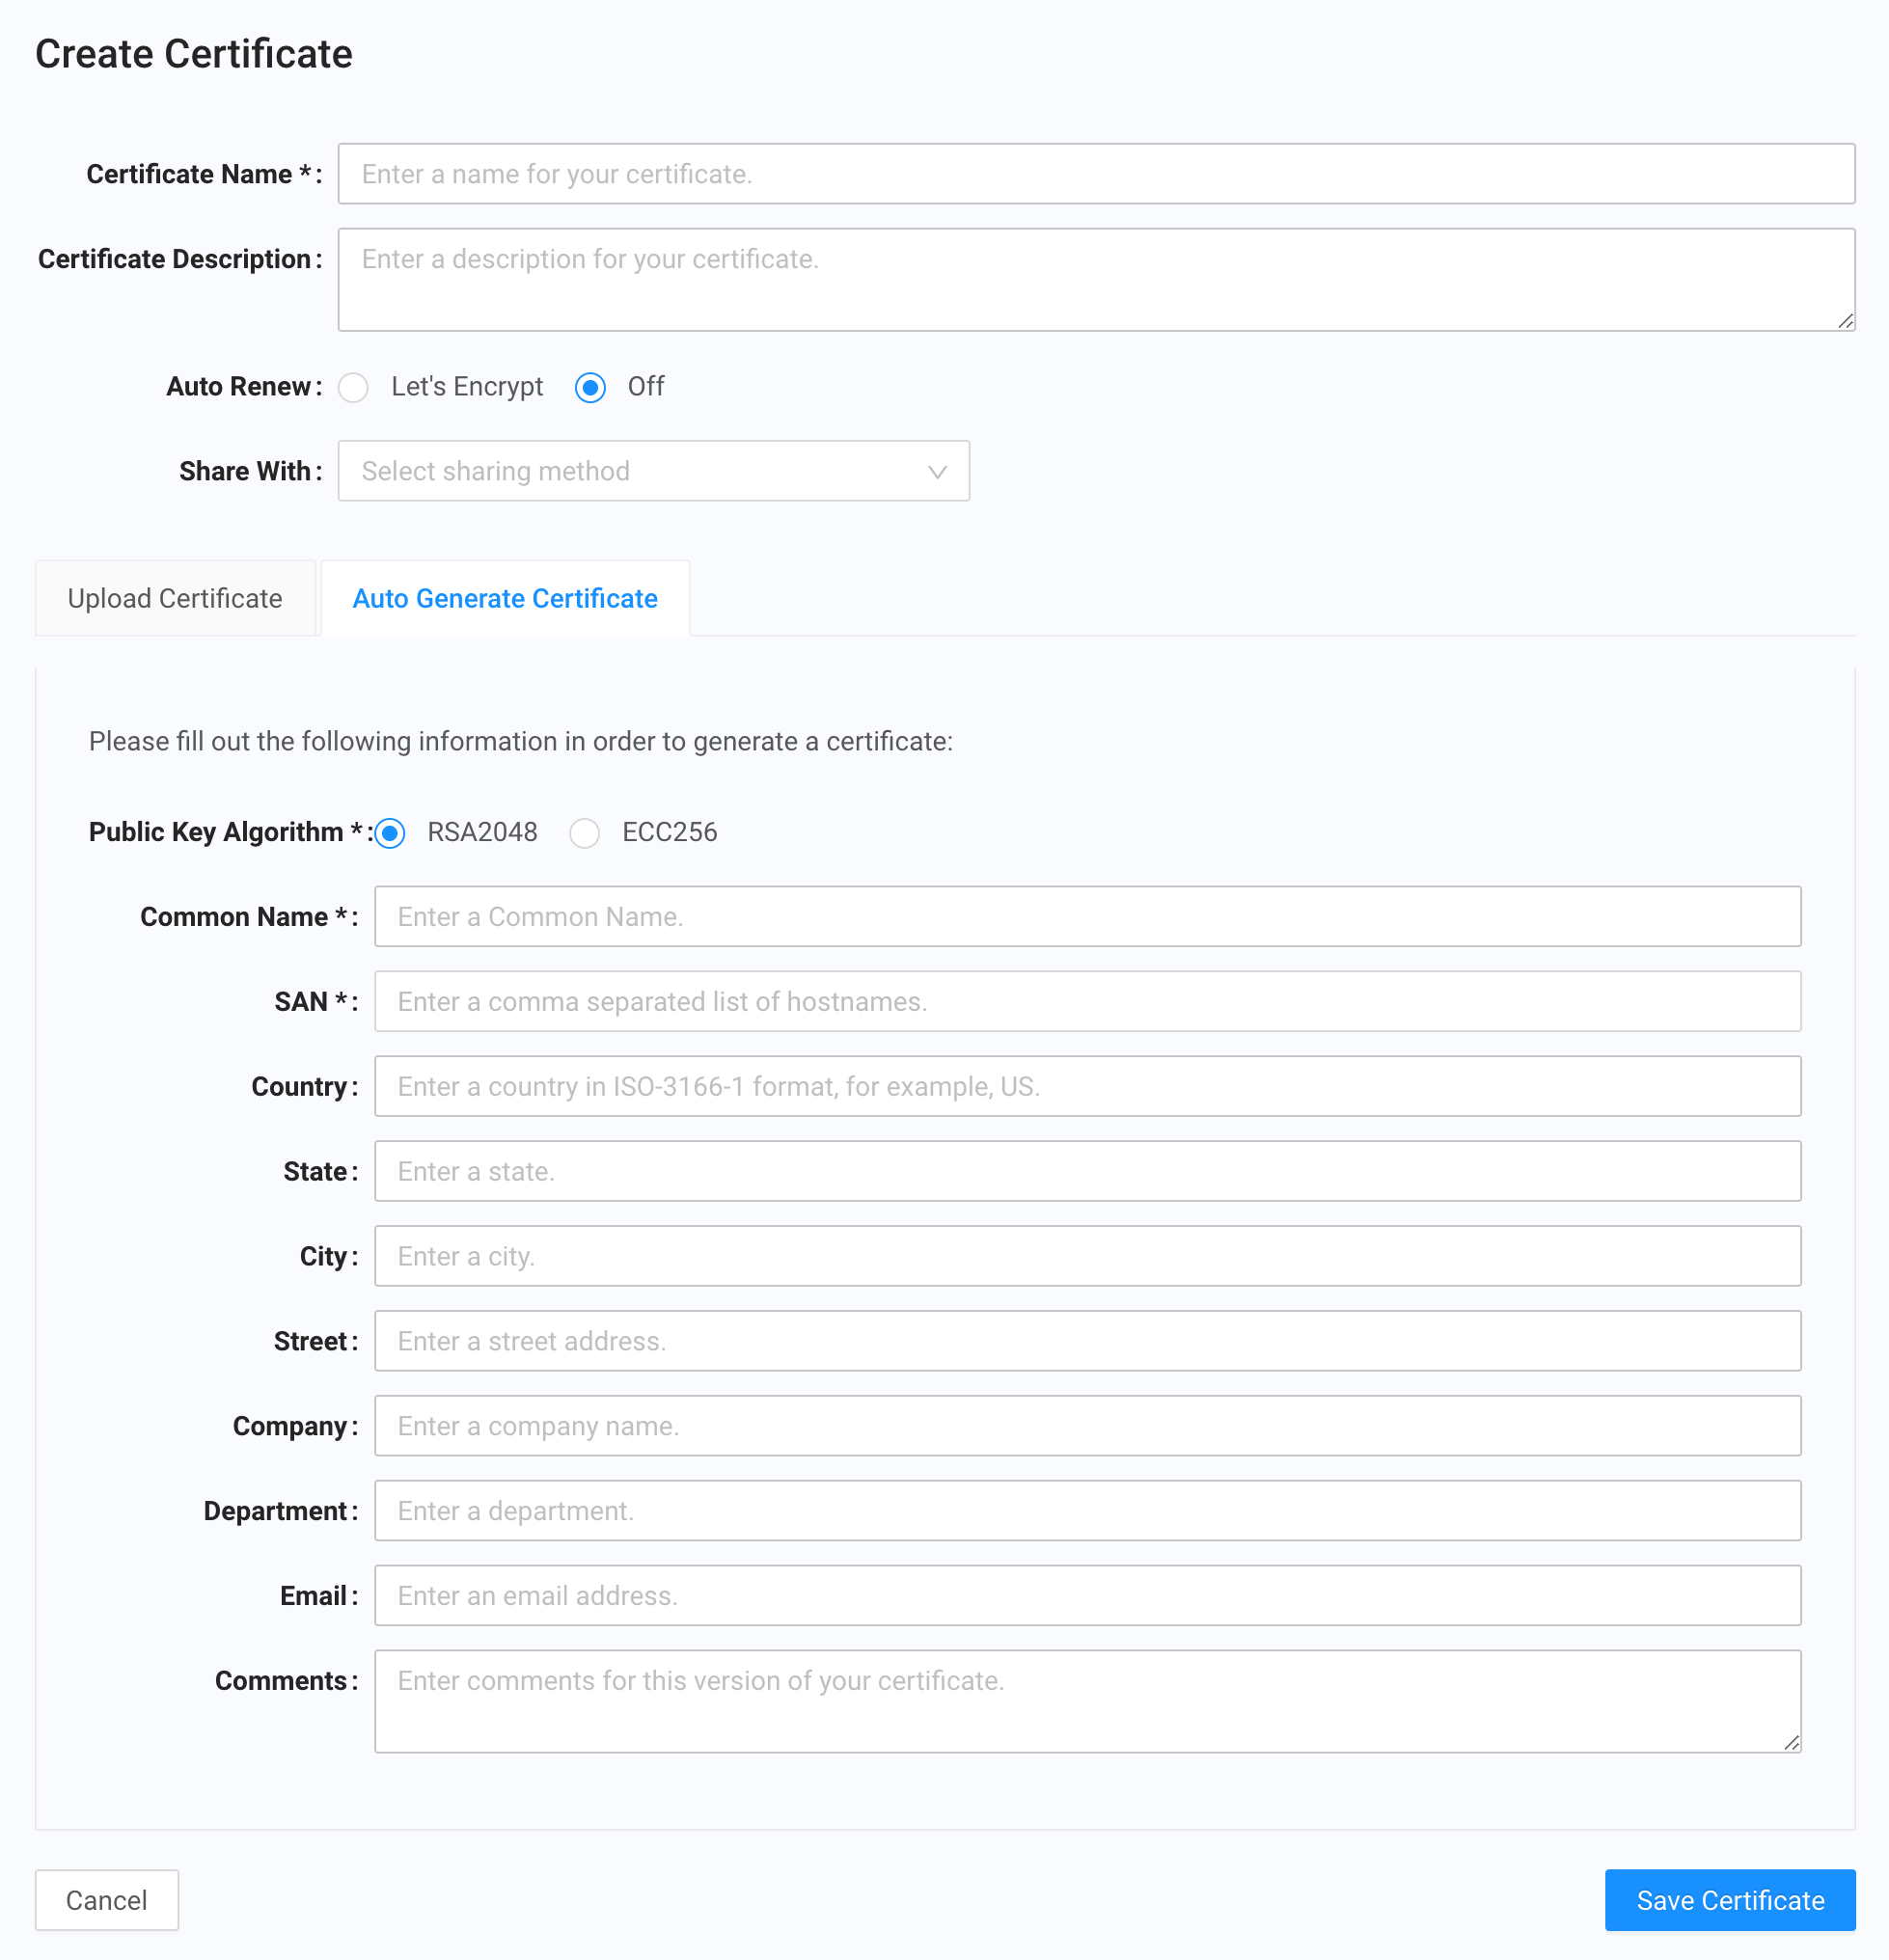 Create Certificate
Certificate Name * : Enter a name for your certificate.
Certificate Description : Enter a description for your certificate.
Auto Renew : Let's Encrypt Off
Share With : Select sharing method
Upload Certificate Auto Generate Certificate
Please fill out the following information in order to generate a certificate:
Public Key Algorithm * : RSA2048 ECC256
Common Name * : Enter a Common Name.
SAN * : Enter a comma separated list of hostnames.
Country : Enter a country in ISO-3166-1 format, for example, US.
State : Enter a state.
City : Enter a city.
Street : Enter a street address.
Company : Enter a company name.
Department : Enter a department.
Email : Enter an email address.
Comments : Enter comments for this version of your certificate.
Cancel Save Certificate